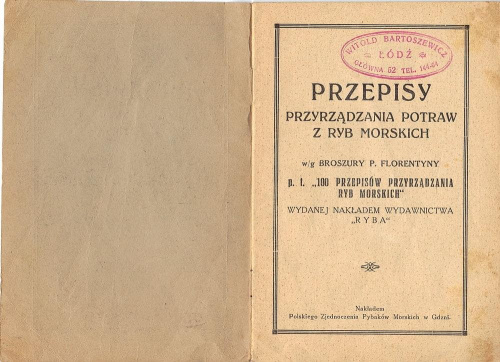 WITOLD BARTOSZEWICZ
ŁÓDŹ
GŁÓWNA 52 TEL. 164-64
PRZEPISY
PRZYRZĄDZANIA POTRAW
Z RYB MORSKICH
w/g BROSZURY P. FLORENTYNY
p. t. „100 PRZEPISÓW PRZYRZĄDZANIA
RYB MORSKICH"
WYDANEJ NAKŁADEM WYDAWNICTWA
„RYBA"
Nakładem
Polskiego Zjednoczenia Rybaków Morskich w Gdyni.